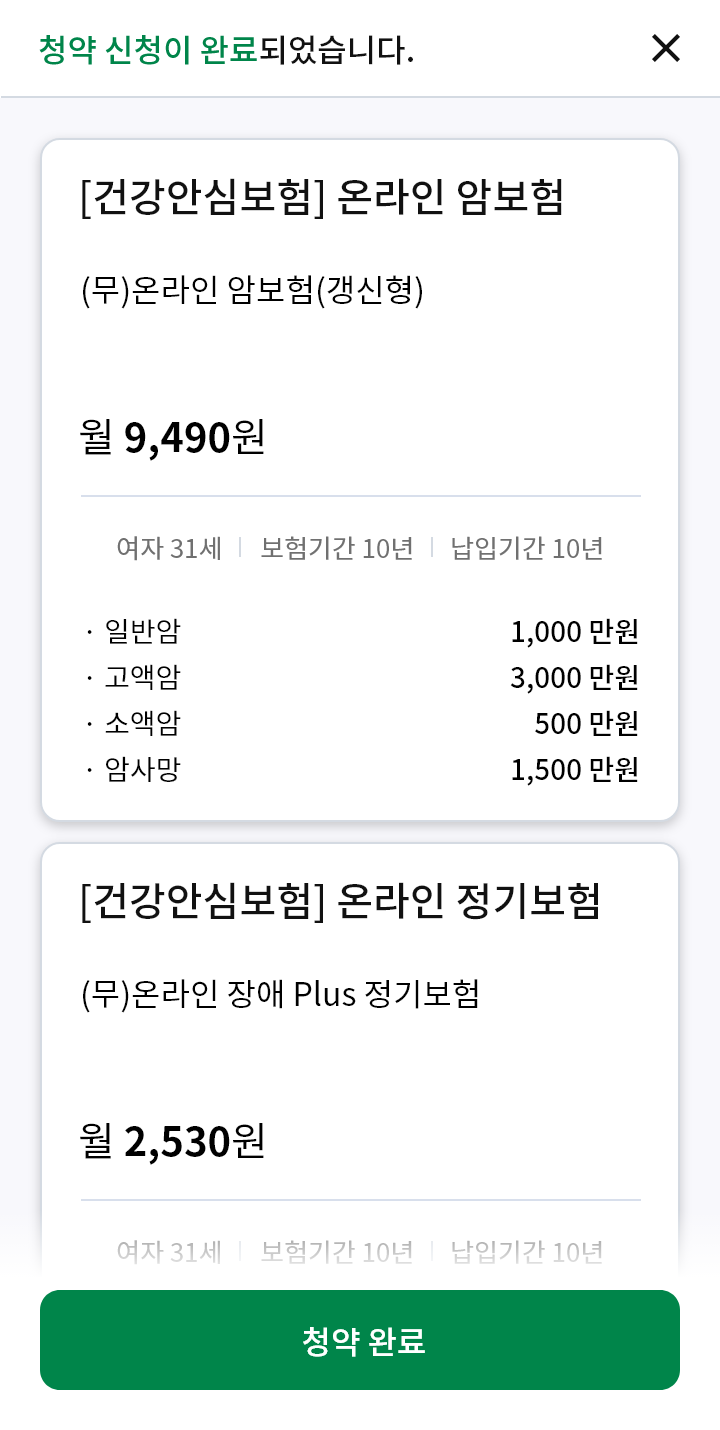 청약 신청이 완료되었습니다.
[건강안심보험] 온라인 암보험
(무)온라인 암보험(갱신형)
월 9,490원
여자 31세 | 보험기간 10년 | 납입기간 10년
· 일반암 1,000 만원
· 고액암 3,000 만원
· 소액암 500 만원
· 암사망 1,500 만원
[건강안심보험] 온라인 정기보험
(무)온라인 장애 Plus 정기보험
월 2,530원
여자 31세 | 보험기간 10년 | 납입기간 10년
청약 완료